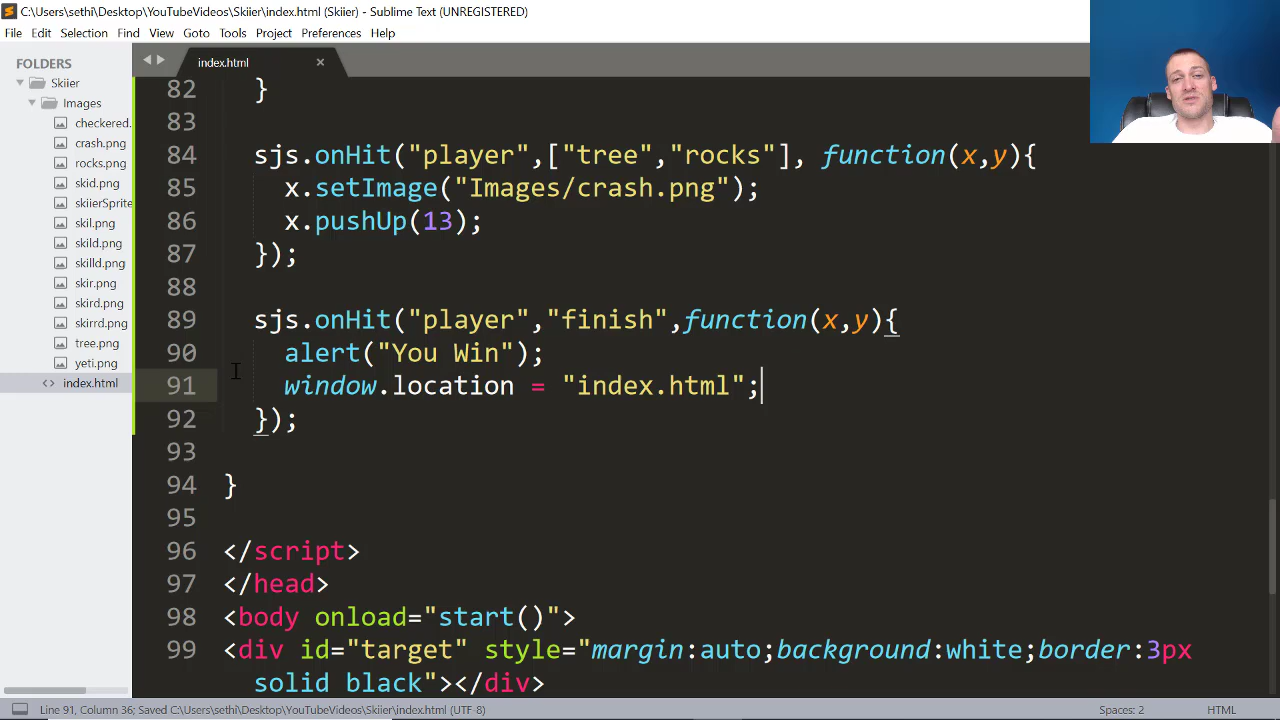 C:\Users\sethi\Desktop\YouTubeVideos\Skiier\index.html (Skiier) - Sublime Text (UNREGISTERED)
File Edit Selection Find View Goto Tools Project Preferences Help
FOLDERS
Skiier
Images
checkered.
crash.png
rocks.png
skid.png
skiierSprite
skil.png
skild.png
skilld.png
skir.png
skird.png
skirrd.png
tree.png
yeti.png
index.html
index.html
82 }
83
84 sjs.onHit("player",["tree","rocks"], function(x,y){
85 x.setImage("Images/crash.png");
86 x.pushUp(13);
87 });
88
89 sjs.onHit("player","finish",function(x,y){
90 alert("You Win");
91 window.location = "index.html";
92 });
93
94 }
95
96 </script>
97 </head>
98 <body onload="start()">
99 <div id="target" style="margin:auto;background:white;border:3px
solid black"></div>
Line 91, Column 36; Saved C:\Users\sethi\Desktop\YouTubeVideos\Skiier\index.html (UTF-8)
Spaces: 2
HTML